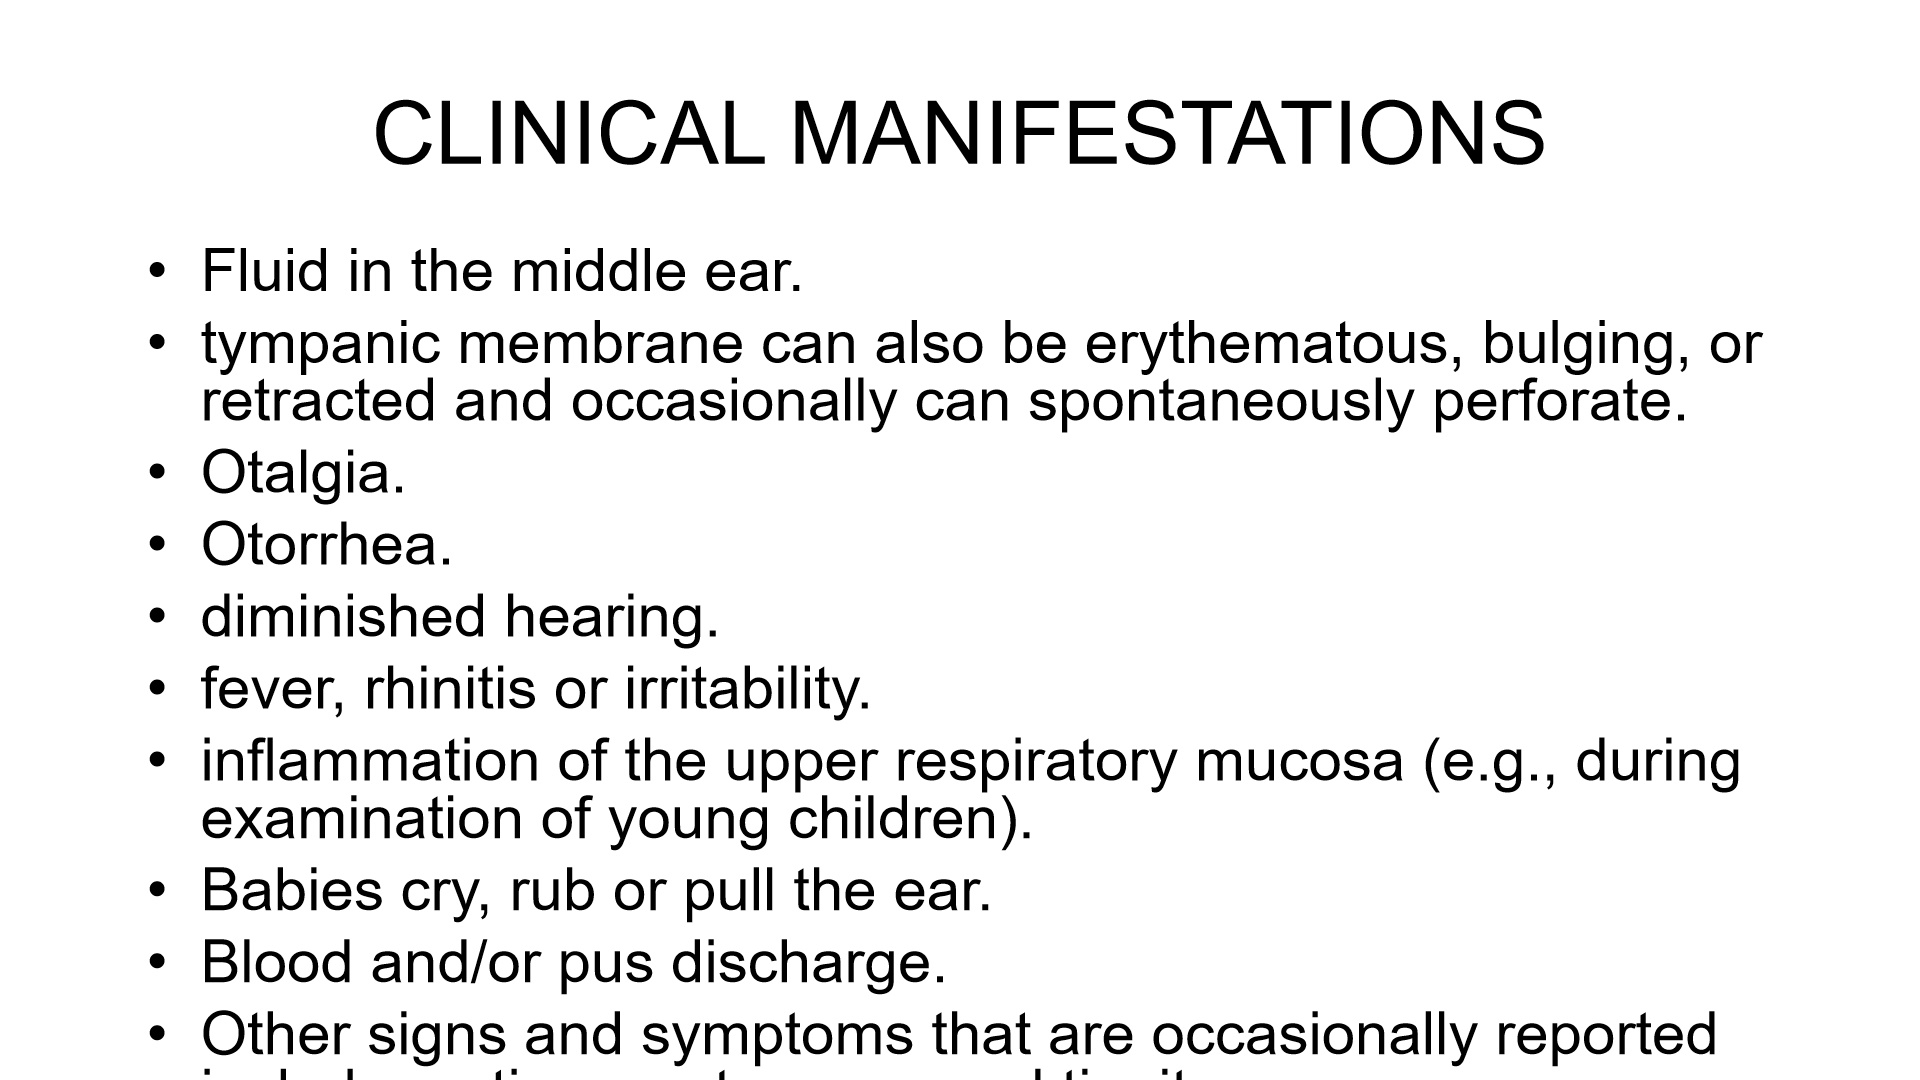 CLINICAL MANIFESTATIONS
• Fluid in the middle ear.
• tympanic membrane can also be erythematous, bulging, or
retracted and occasionally can spontaneously perforate.
• Otalgia.
• Otorrhea.
• diminished hearing.
• fever, rhinitis or irritability.
• inflammation of the upper respiratory mucosa (e.g., during
examination of young children).
• Babies cry, rub or pull the ear.
• Blood and/or pus discharge.
• Other signs and symptoms that are occasionally reported